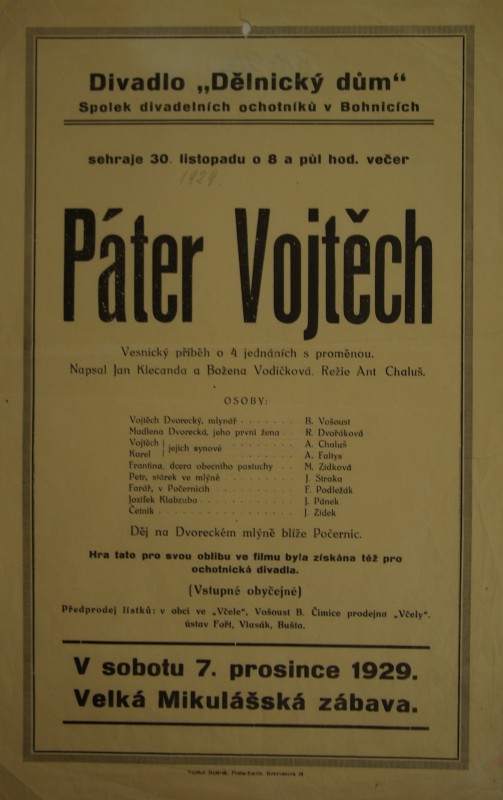 Divadlo „Dělnický dům“
Spolek divadelních ochotníků v Bohnicích
sehraje 30. listopadu o 8 a půl hod. večer
1929.
Páter Vojtěch
Vesnický příběh o 4 jednáních s proměnou.
Napsal Jan Klecanda a Božena Vodičková. Režie Ant Chaluš.
OSOBY:
Vojtěch Dvorecký, mlynář . . . . . . . B. Vošoust
Madlena Dvorecká, jeho první žena . . R. Dvořáková
Vojtěch } jejich synové . . . . . . . A. Chaluš
Karel } A. Faltys
Frantina, dcera obecního pastuchy . . . M. Zídková
Petr, stárek ve mlýně . . . . . . . . J. Straka
Farář, v Počernicích . . . . . . . . F. Podležák
Jozífek Klabzuba . . . . . . . . . J. Pánek
Četník . . . . . . . . . . . . . J. Zídek
Děj na Dvoreckém mlýně blíže Počernic.
Hra tato pro svou oblibu ve filmu byla získána též pro
ochotnická divadla.
(Vstupné obyčejné)
Předprodej lístků: v obci ve „Včele“, Vošoust B. Čimice prodejna „Včely“,
ústav Fořt, Vlasák, Bušta.
V sobotu 7. prosince 1929.
Velká Mikulášská zábava.